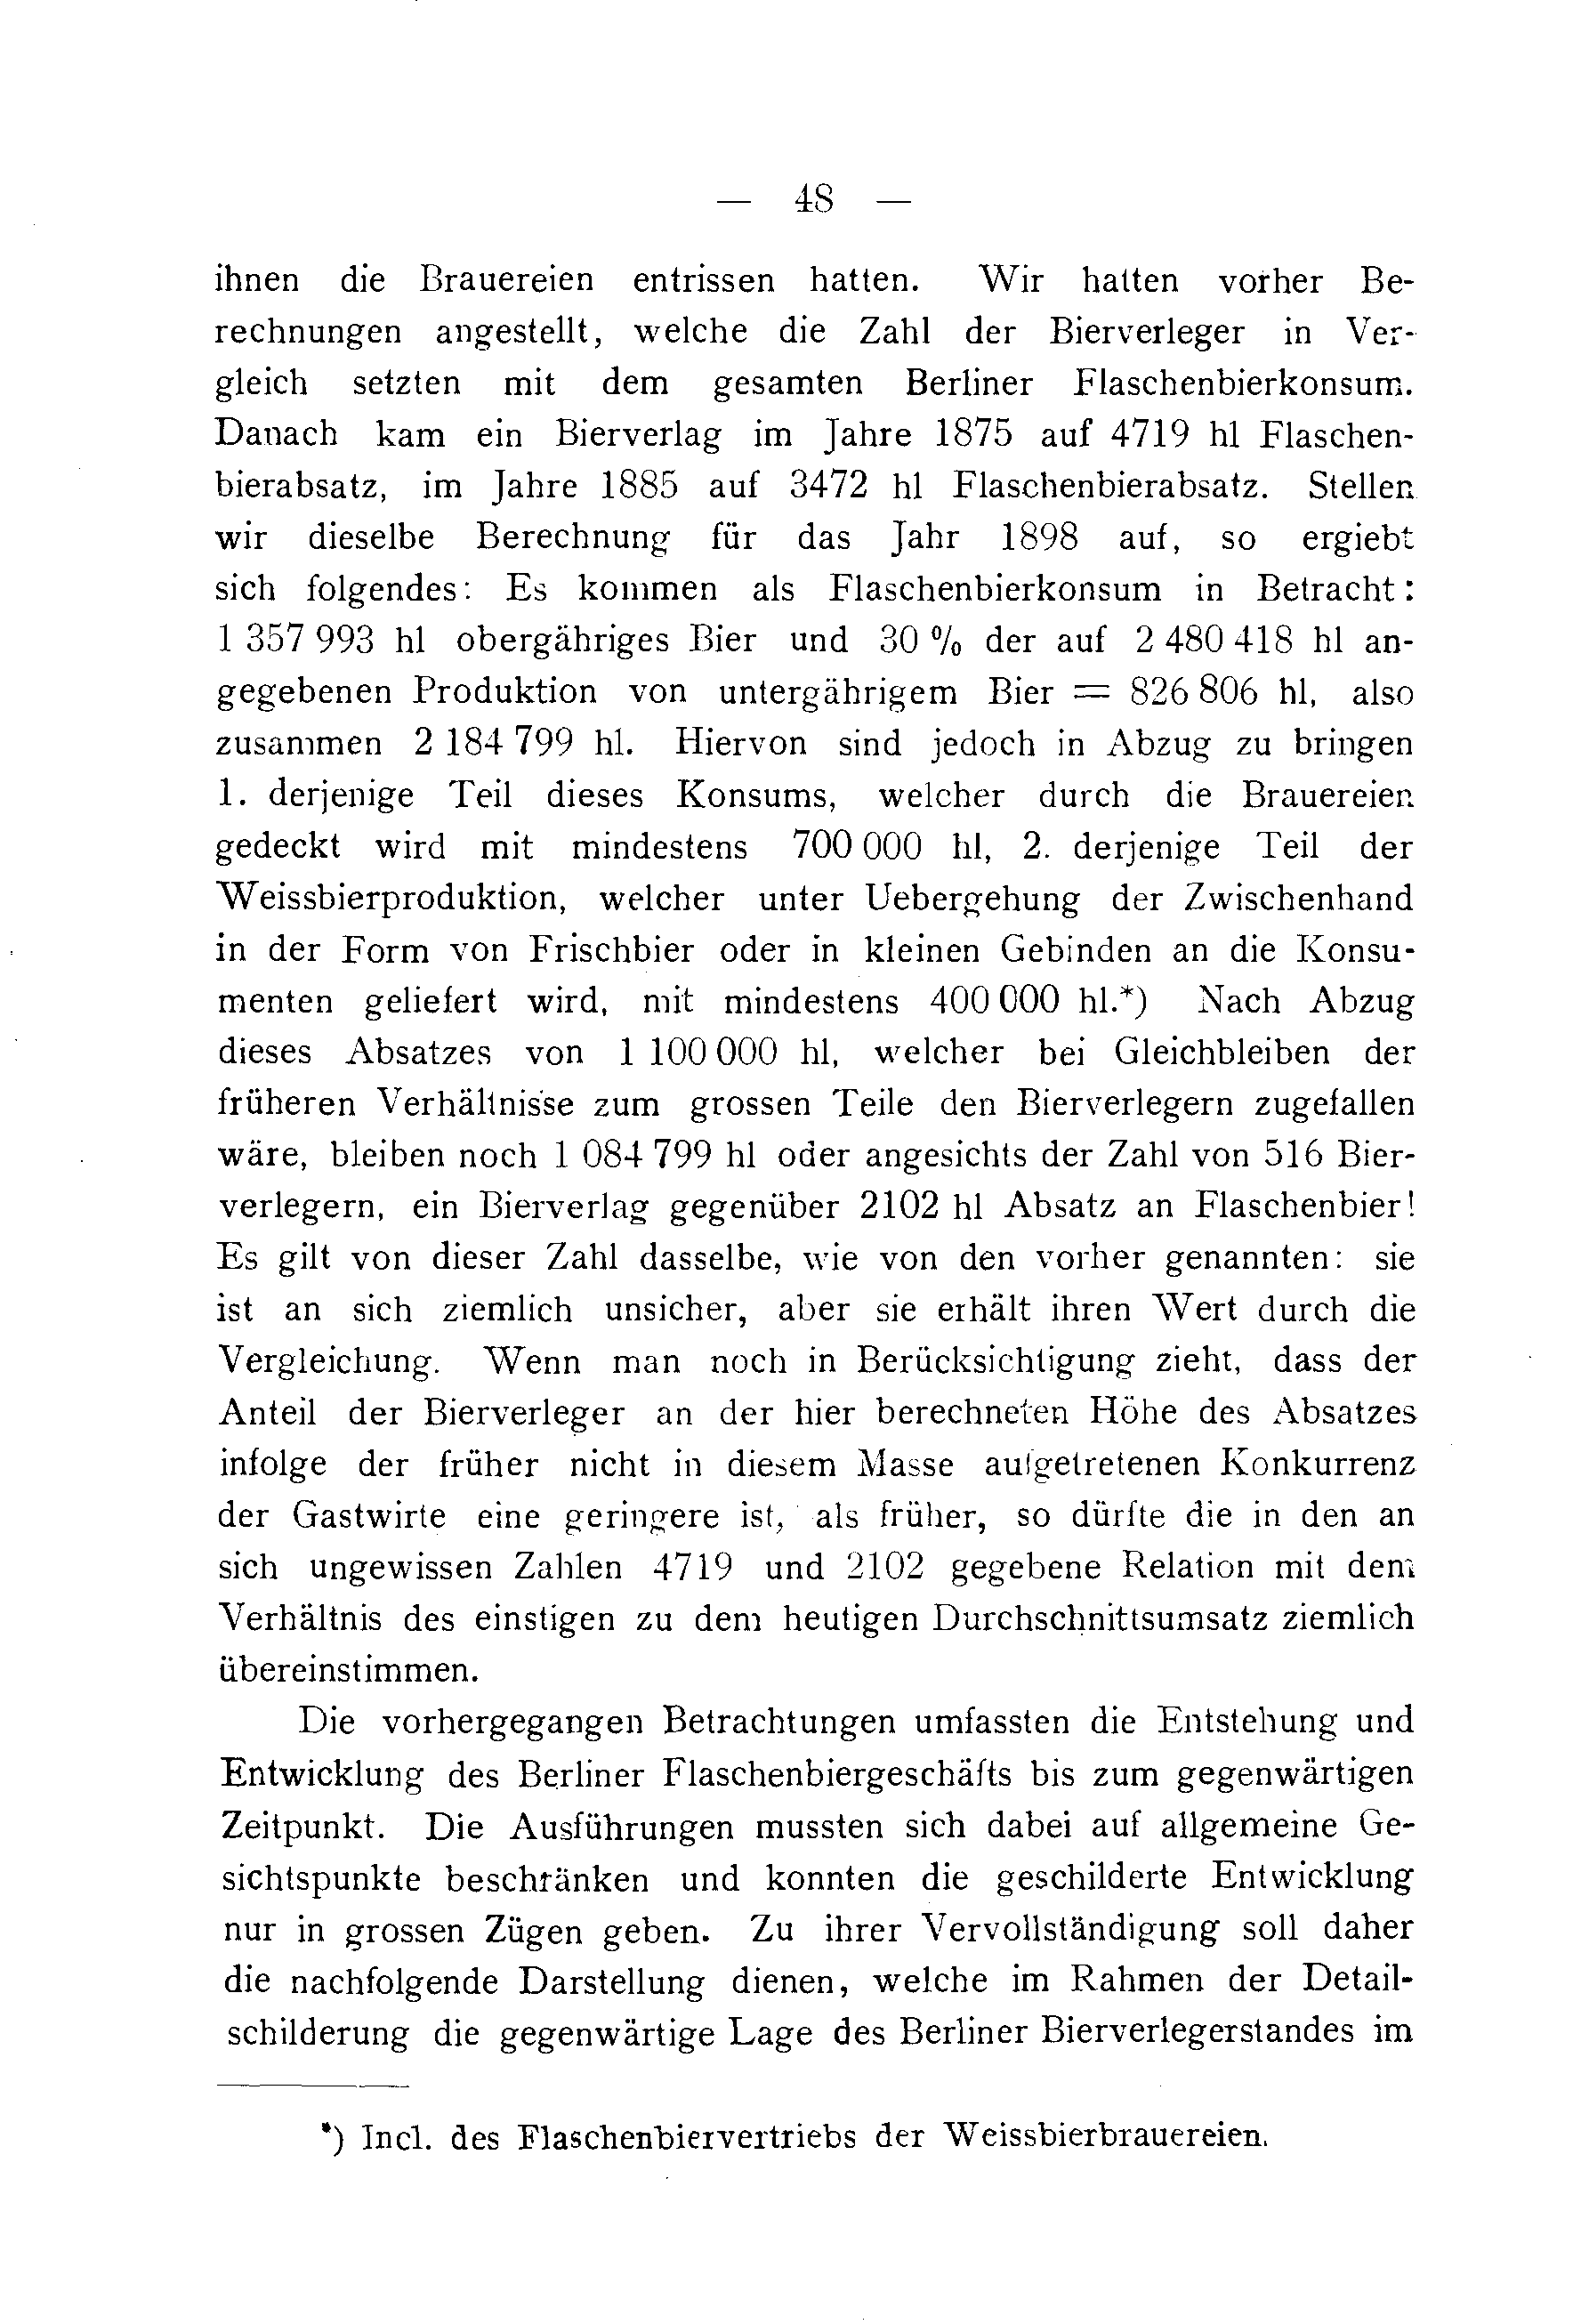 — 48 —
ihnen die Brauereien entrissen hatten. Wir hatten vorher Be-
rechnungen angestellt, welche die Zahl der Bierverleger in Ver-
gleich setzten mit dem gesamten Berliner Flaschenbierkonsum.
Danach kam ein Bierverlag im Jahre 1875 auf 4719 hl Flaschen-
bierabsatz, im Jahre 1885 auf 3472 hl Flaschenbierabsatz. Stellen
wir dieselbe Berechnung für das Jahr 1898 auf, so ergiebt
sich folgendes: Es kommen als Flaschenbierkonsum in Betracht:
1 357 993 hl obergähriges Bier und 30 % der auf 2 480 418 hl an-
gegebenen Produktion von untergährigem Bier = 826 806 hl, also
zusammen 2 184 799 hl. Hiervon sind jedoch in Abzug zu bringen
1. derjenige Teil dieses Konsums, welcher durch die Brauereien
gedeckt wird mit mindestens 700 000 hl, 2. derjenige Teil der
Weissbierproduktion, welcher unter Uebergehung der Zwischenhand
in der Form von Frischbier oder in kleinen Gebinden an die Konsu-
menten geliefert wird, mit mindestens 400 000 hl.*) Nach Abzug
dieses Absatzes von 1 100 000 hl, welcher bei Gleichbleiben der
früheren Verhältnisse zum grossen Teile den Bierverlegern zugefallen
wäre, bleiben noch 1 084 799 hl oder angesichts der Zahl von 516 Bier-
verlegern, ein Bierverlag gegenüber 2102 hl Absatz an Flaschenbier!
Es gilt von dieser Zahl dasselbe, wie von den vorher genannten: sie
ist an sich ziemlich unsicher, aber sie erhält ihren Wert durch die
Vergleichung. Wenn man noch in Berücksichtigung zieht, dass der
Anteil der Bierverleger an der hier berechneten Höhe des Absatzes
infolge der früher nicht in diesem Masse aufgetretenen Konkurrenz
der Gastwirte eine geringere ist, als früher, so dürfte die in den an
sich ungewissen Zahlen 4719 und 2102 gegebene Relation mit dem
Verhältnis des einstigen zu dem heutigen Durchschnittsumsatz ziemlich
übereinstimmen.
Die vorhergegangen Betrachtungen umfassten die Entstehung und
Entwicklung des Berliner Flaschenbiergeschäfts bis zum gegenwärtigen
Zeitpunkt. Die Ausführungen mussten sich dabei auf allgemeine Ge-
sichtspunkte beschränken und konnten die geschilderte Entwicklung
nur in grossen Zügen geben. Zu ihrer Vervollständigung soll daher
die nachfolgende Darstellung dienen, welche im Rahmen der Detail-
schilderung die gegenwärtige Lage des Berliner Bierverlegerstandes im
*) Incl. des Flaschenbiervertriebs der Weissbierbrauereien.